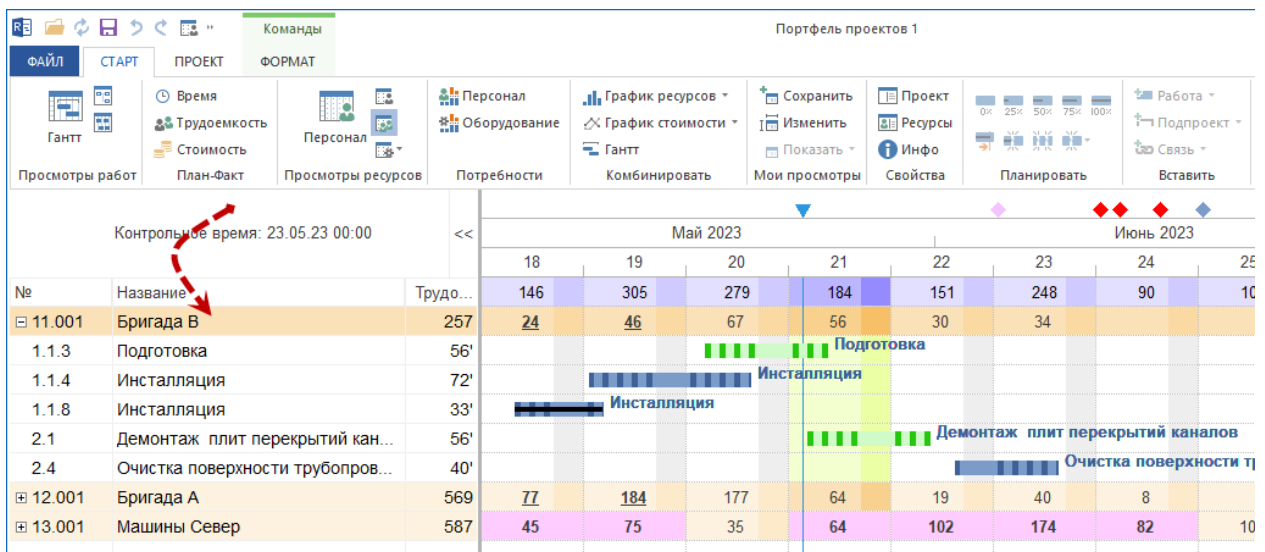 Команды
Портфель проектов 1
ФАЙЛ СТАРТ ПРОЕКТ ФОРМАТ
Время Персонал График ресурсов Сохранить Проект Работа
0% 25% 50% 75% 100%
Гантт Трудоемкость Персонал Оборудование График стоимости Изменить Ресурсы Подпроект
Стоимость Гантт Показать Инфо Связь
Просмотры работ План-Факт Просмотры ресурсов Потребности Комбинировать Мои просмотры Свойства Планировать Вставить
Контрольное время: 23.05.23 00:00 << Май 2023 Июнь 2023
18 19 20 21 22 23 24 25
№ Название Трудо... 146 305 279 184 151 248 90 10
11.001 Бригада В 257 24 46 67 56 30 34
1.1.3 Подготовка 56' Подготовка
1.1.4 Инсталляция 72' Инсталляция
1.1.8 Инсталляция 33' Инсталляция
2.1 Демонтаж плит перекрытий кан... 56' Демонтаж плит перекрытий каналов
2.4 Очистка поверхности трубопров... 40' Очистка поверхности т
12.001 Бригада А 569 77 184 177 64 19 40 8
13.001 Машины Север 587 45 75 35 64 102 174 82 10